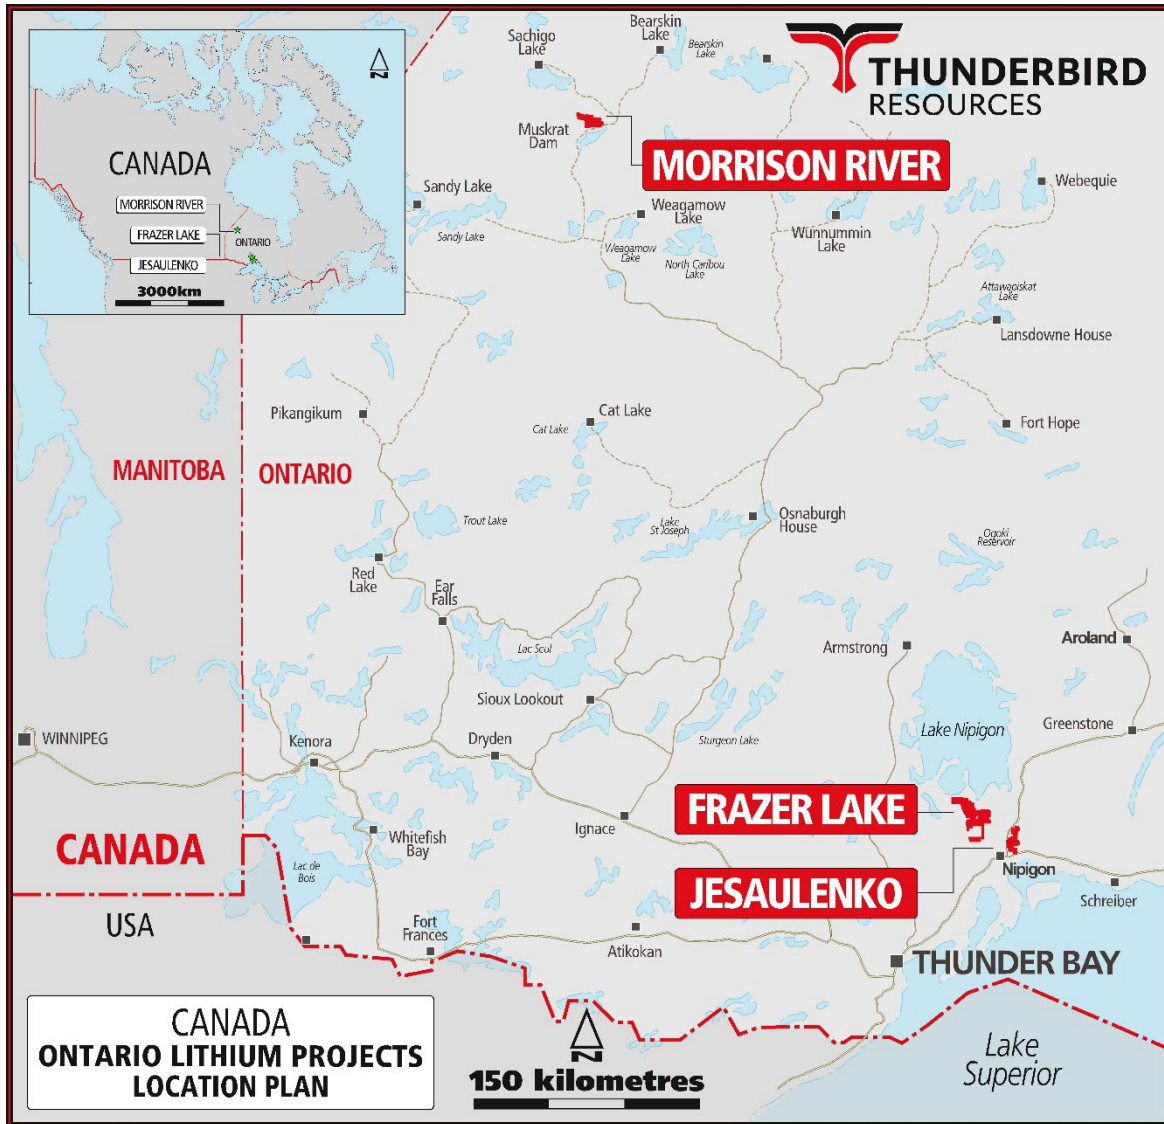 N
CANADA
MORRISON RIVER
FRAZER LAKE
JESAULENKO
ONTARIO
3000km
THUNDERBIRD
RESOURCES
Sachigo
Lake
Bearskin
Lake
Bearskin
Lake
Muskrat
Dam
MORRISON RIVER
Sandy Lake
Sandy Lake
Weagamow
Lake
Weagamow
Lake
North Caribou
Lake
Wunnummin
Lake
Webequie
Attawapiskat
Lake
Lansdowne House
Pikangikum
Cat Lake
Cat Lake
Fort Hope
MANITOBA
ONTARIO
Trout Lake
Lake
St Joseph
Osnaburgh
House
Ogoki
Reservoir
Red
Lake
Ear
Falls
Lac Seul
Armstrong
Aroland
Sioux Lookout
Sturgeon Lake
Lake Nipigon
Greenstone
WINNIPEG
Kenora
Dryden
Ignace
FRAZER LAKE
CANADA
Whitefish
Bay
Lac de
Bois
JESAULENKO
Nipigon
Schreiber
USA
Fort
Frances
Atikokan
THUNDER BAY
CANADA
ONTARIO LITHIUM PROJECTS
LOCATION PLAN
N
150 kilometres
Lake
Superior